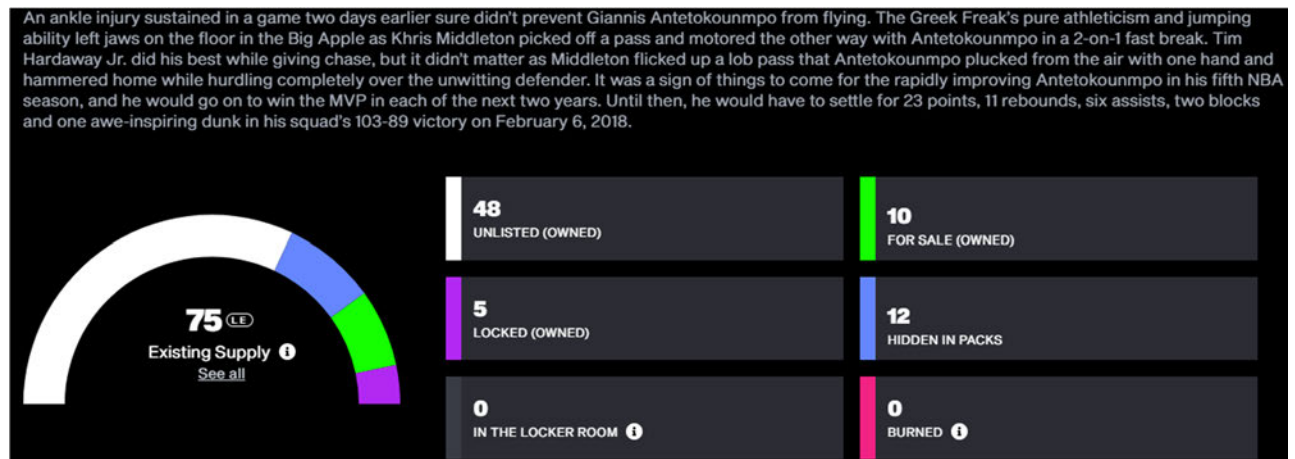 An ankle injury sustained in a game two days earlier sure didn't prevent Giannis Antetokounmpo from flying. The Greek Freak's pure athleticism and jumping
ability left jaws on the floor in the Big Apple as Khris Middleton picked off a pass and motored the other way with Antetokounmpo in a 2-on-1 fast break. Tim
Hardaway Jr. did his best while giving chase, but it didn't matter as Middleton flicked up a lob pass that Antetokounmpo plucked from the air with one hand and
hammered home while hurdling completely over the unwitting defender. It was a sign of things to come for the rapidly improving Antetokounmpo in his fifth NBA
season, and he would go on to win the MVP in each of the next two years. Until then, he would have to settle for 23 points, 11 rebounds, six assists, two blocks
and one awe-inspiring dunk in his squad's 103-89 victory on February 6, 2018.
75 LE
Existing Supply i
See all
48
UNLISTED (OWNED)
10
FOR SALE (OWNED)
5
LOCKED (OWNED)
12
HIDDEN IN PACKS
0
IN THE LOCKER ROOM i
0
BURNED i